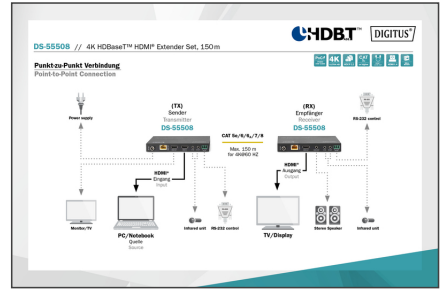 HDBT™
DIGITUS®
DS-55508 // 4K HDBaseT™ HDMI® Extender Set, 150m
Punkt-zu-Punkt Verbindung
Point-to-Point Connection
4K
CAT
Power supply
(TX)
Sender
Transmitter
DS-55508
CAT 5e/6/6A/7/8
Max. 150 m
for 4K@60 HZ
(RX)
Empfänger
Receiver
DS-55508
RS-232 control
HDMI®
Eingang
Input
HDMI®
Ausgang
Output
Monitor/TV
PC/Notebook
Quelle
Source
Infrared unit
RS-232 control
TV/Display
Stereo Speaker
Infrared unit